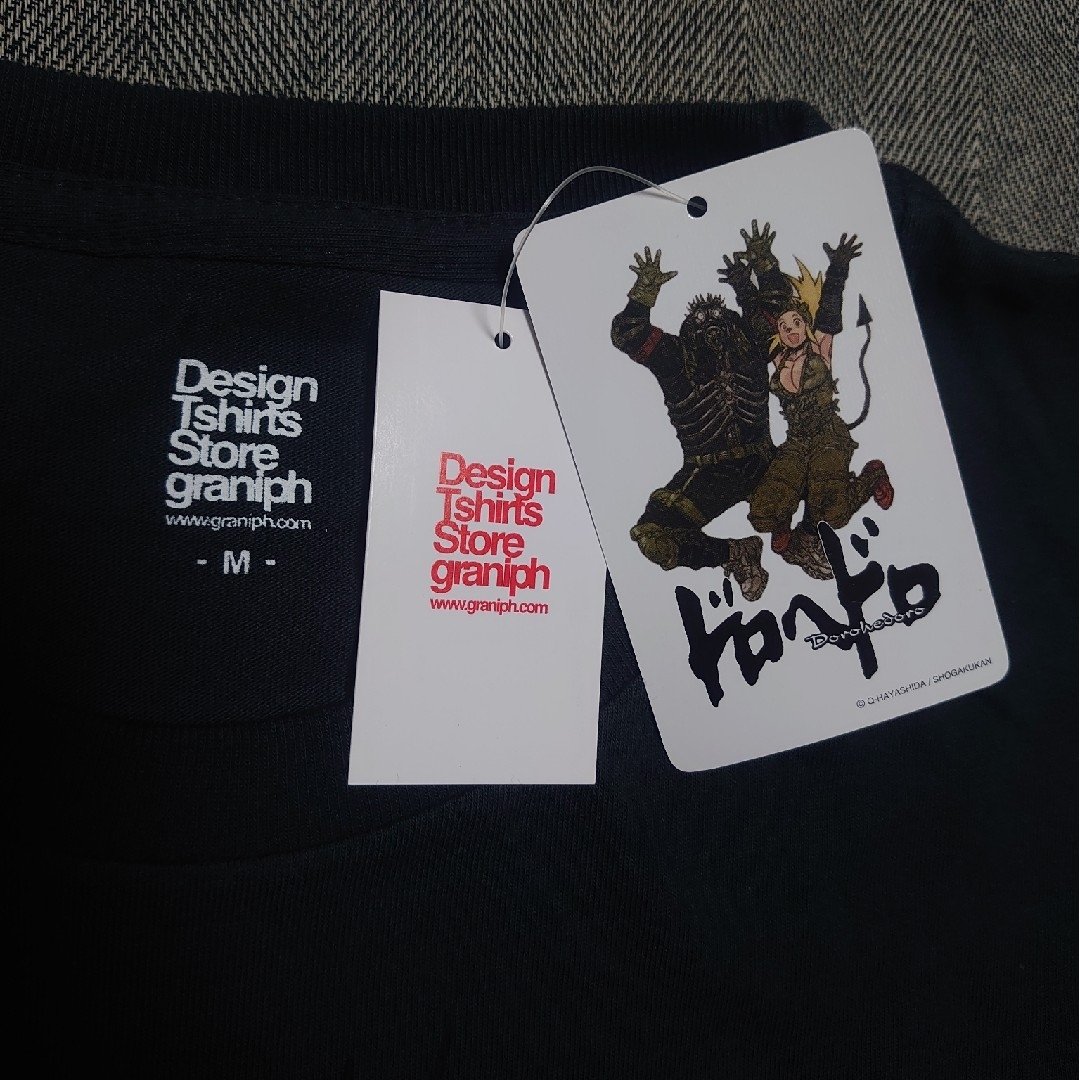 Design
Tshirts
Store
graniph
www.graniph.com
- M -
Design
Tshirts
Store
graniph
www.graniph.com
ドロヘドロ
Dorohedoro
© Q-HAYASHIDA / SHOGAKUKAN